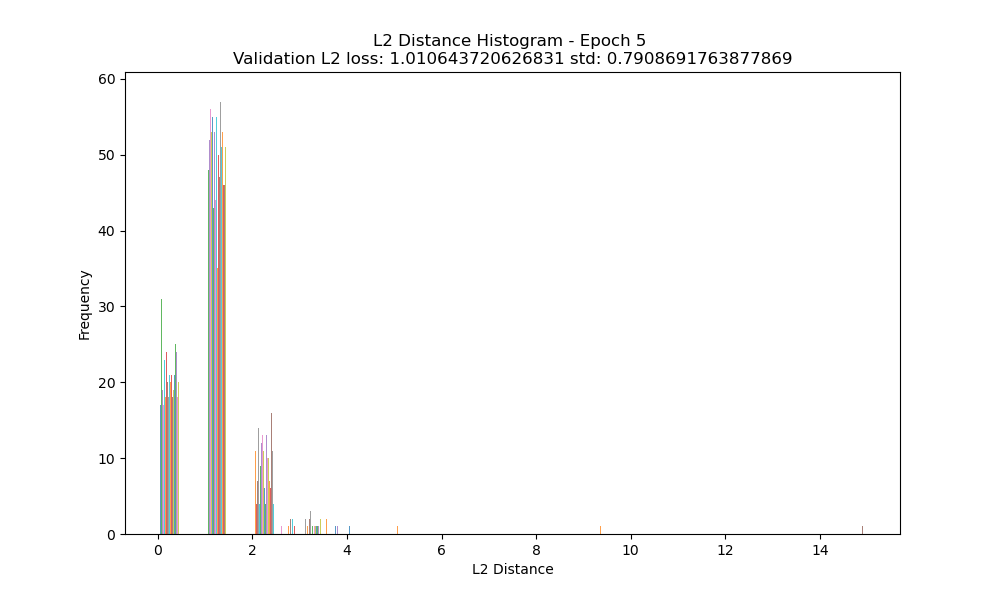 L2 Distance Histogram - Epoch 5
Validation L2 loss: 1.010643720626831 std: 0.7908691763877869
60
50
40
30
20
10
0
Frequency
0 2 4 6 8 10 12 14
L2 Distance